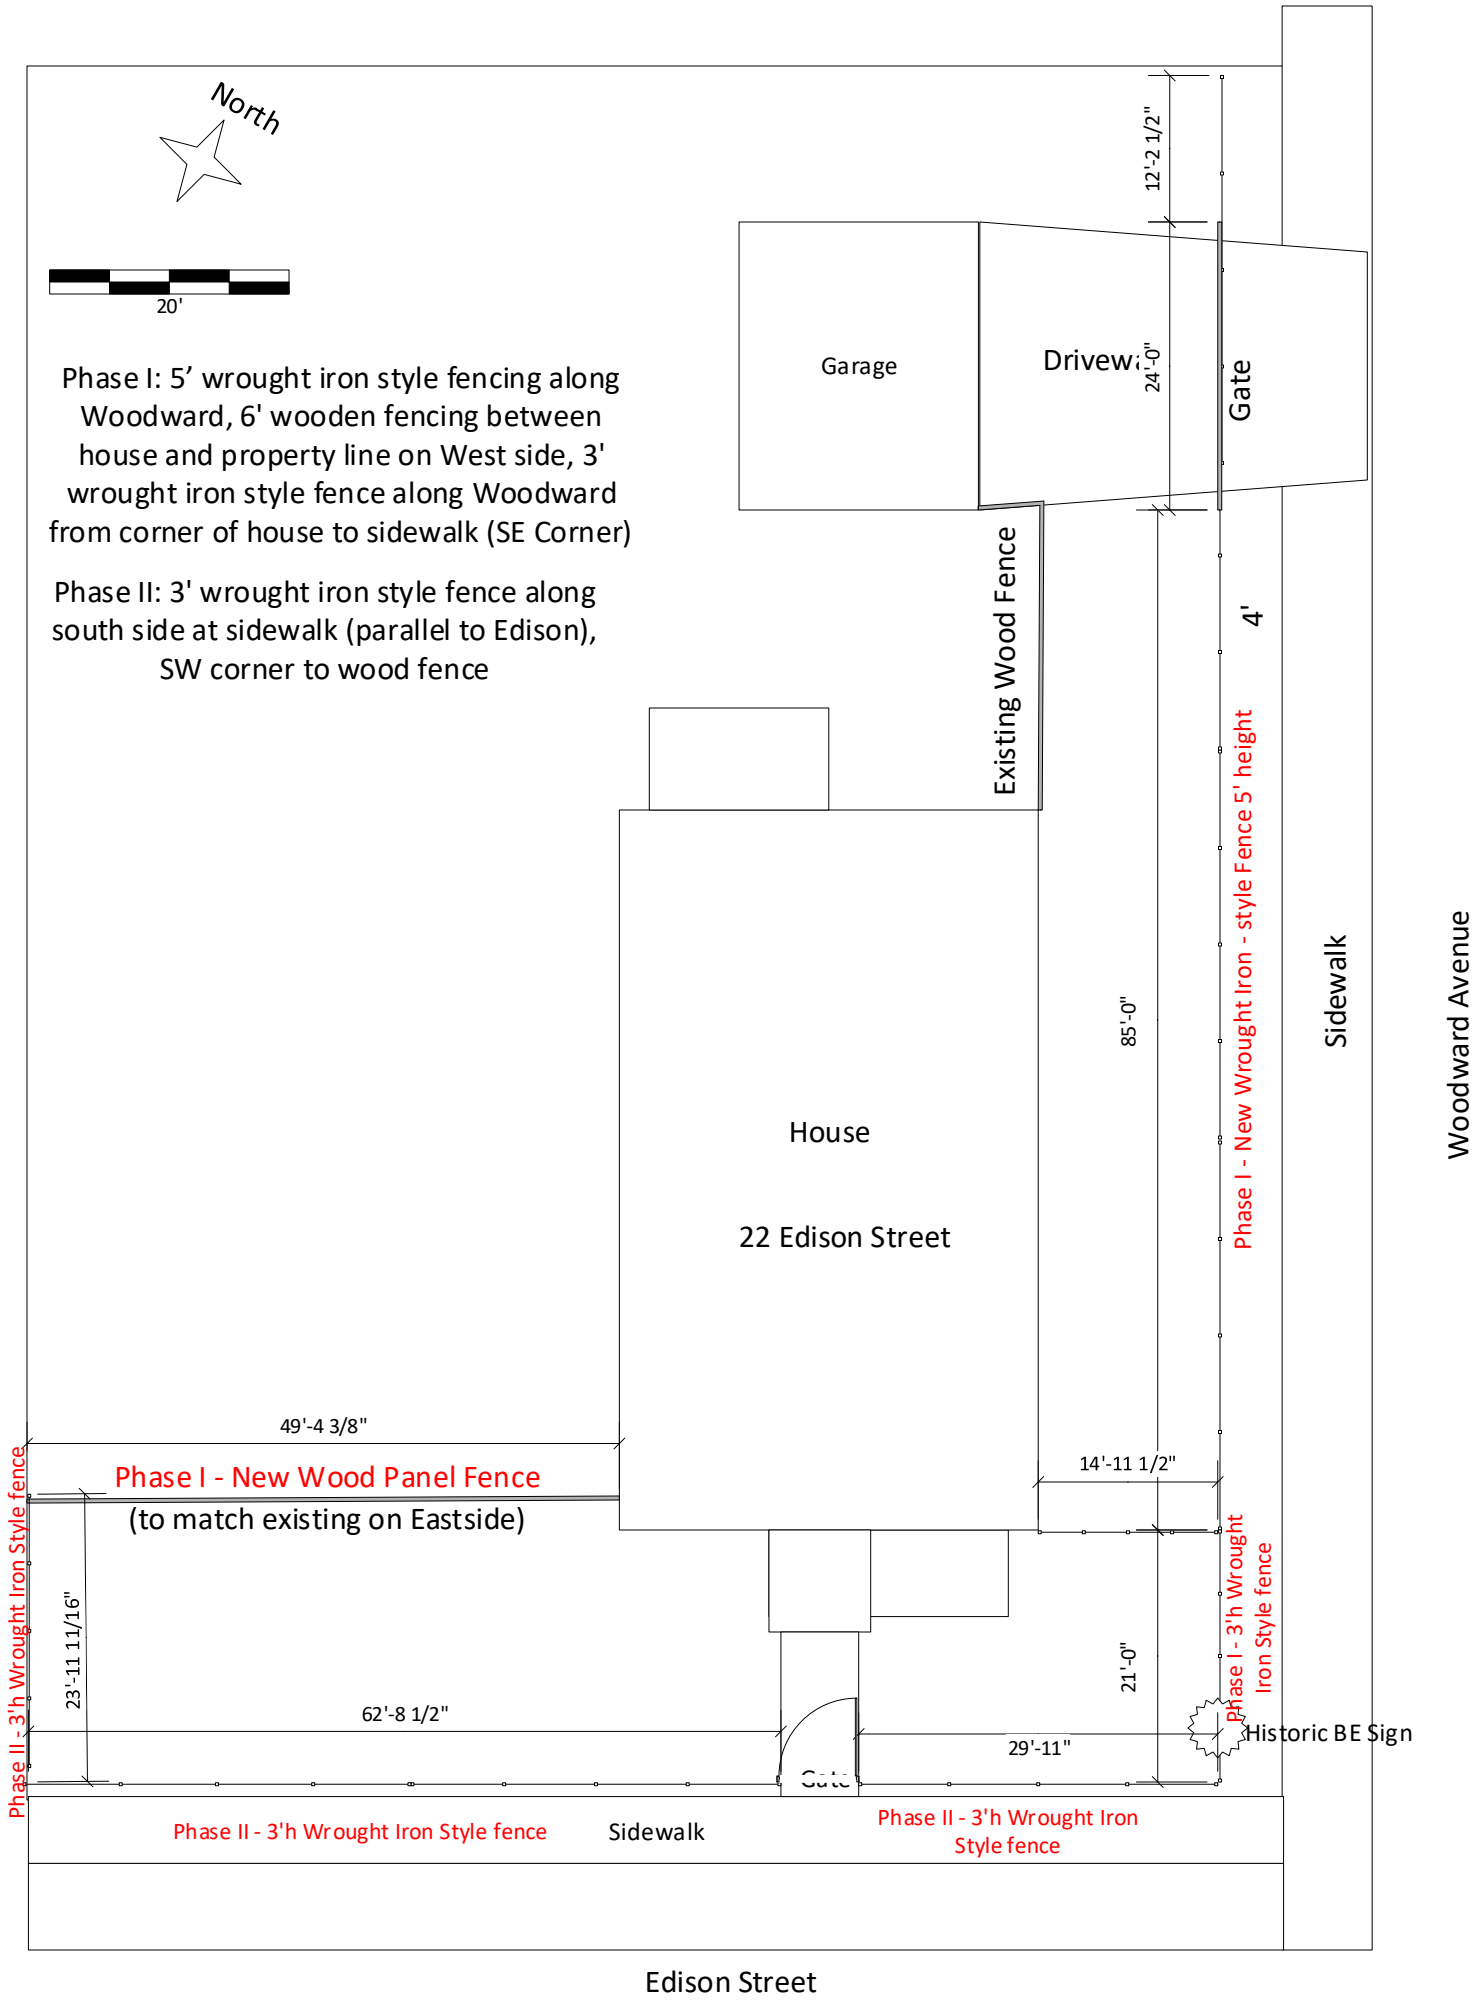 North
12'-2 1/2"
20'
Garage
24'-0"
Gate
Phase I: 5’ wrought iron style fencing along
Woodward, 6' wooden fencing between
house and property line on West side, 3'
wrought iron style fence along Woodward
from corner of house to sidewalk (SE Corner)
Phase II: 3' wrought iron style fence along
south side at sidewalk (parallel to Edison),
SW corner to wood fence
Existing Wood Fence
4'
Phase I - New Wrought Iron - style Fence 5' height
Sidewalk
Woodward Avenue
85'-0"
House
22 Edison Street
49'-4 3/8"
Phase I - New Wood Panel Fence
(to match existing on Eastside)
14'-11 1/2"
Phase II - 3'h Wrought Iron Style fence
23'-11 11/16"
62'-8 1/2"
29'-11"
21'-0"
Phase I - 3'h Wrought
Iron Style fence
Historic BE Sign
Gate
Phase II - 3'h Wrought Iron Style fence
Sidewalk
Phase II - 3'h Wrought Iron
Style fence
Edison Street